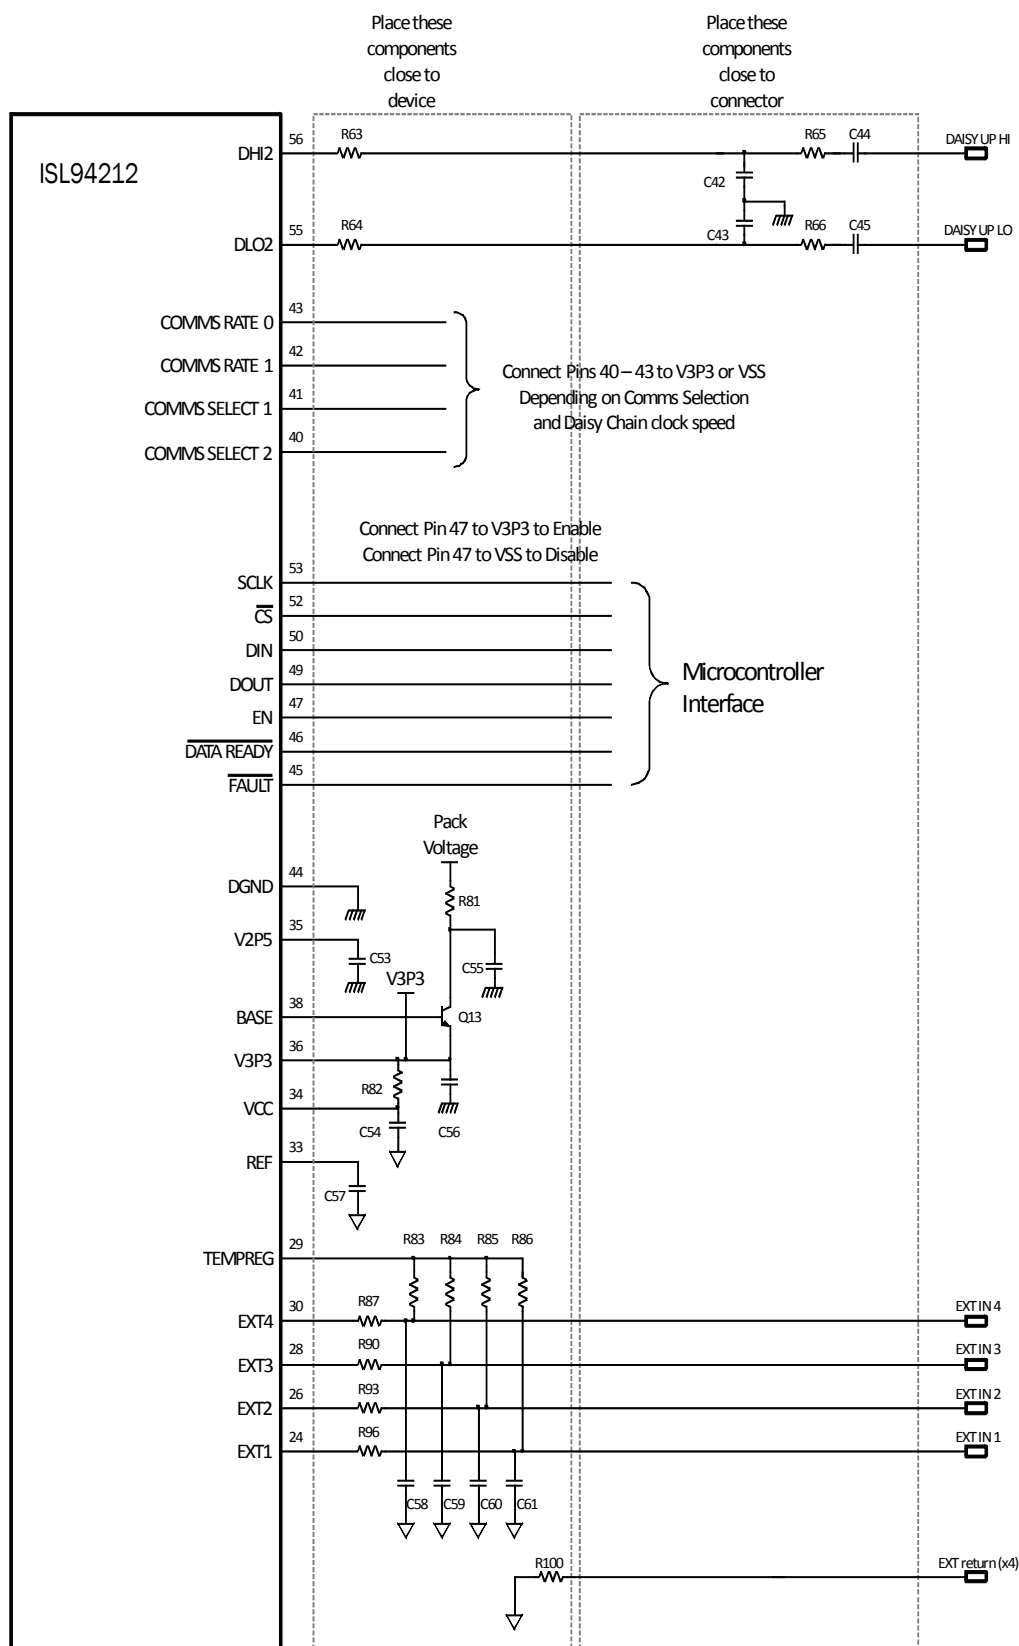 Place these
components
close to
device
Place these
components
close to
connector
ISL94212
DHI2
56
R63
R65
C44
DAISY UP HI
C42
DLO2
55
R64
C43
R66
C45
DAISY UP LO
COMMS RATE 0
43
COMMS RATE 1
42
COMMS SELECT 1
41
COMMS SELECT 2
40
Connect Pins 40 – 43 to V3P3 or VSS
Depending on Comms Selection
and Daisy Chain clock speed
Connect Pin 47 to V3P3 to Enable
Connect Pin 47 to VSS to Disable
SCLK
53
CS
52
DIN
50
DOUT
49
EN
47
DATA READY
46
FAULT
45
Microcontroller
Interface
Pack
Voltage
DGND
44
R81
V2P5
35
C53
C55
V3P3
BASE
38
Q13
V3P3
36
R82
VCC
34
C54
C56
REF
33
C57
TEMPREG
29
R83
R84
R85
R86
EXT4
30
R87
EXT IN 4
EXT3
28
R90
EXT IN 3
EXT2
26
R93
EXT IN 2
EXT1
24
R96
EXT IN 1
C58
C59
C60
C61
R100
EXT return (x4)